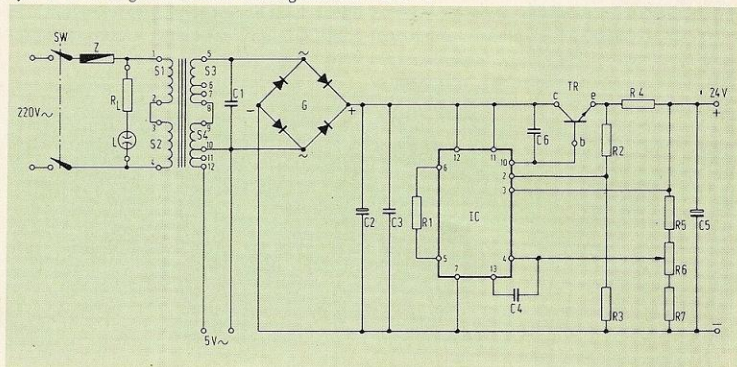 SW
Z
1
5
S1
S3
6
7
8
2
3
9
S2
S4
10
11
4
12
RL
L
220V~
C1
~
G
-
+
~
5V~
C2
C3
R1
6
5
12
11
10
2
3
4
IC
7
13
C4
C6
c
TR
e
b
R4
R2
R3
R5
R6
R7
C5
24V
+
-